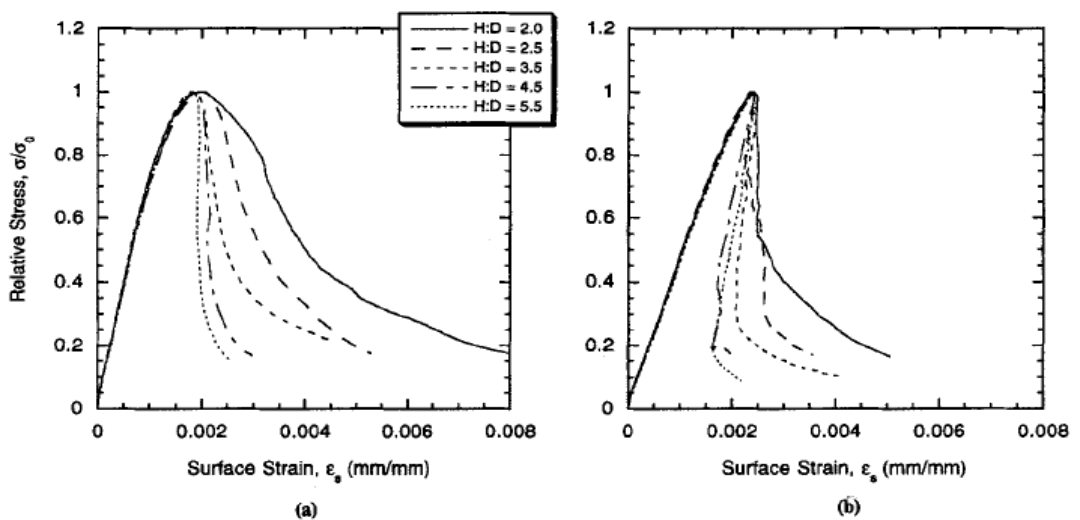 H:D = 2.0
H:D = 2.5
H:D = 3.5
H:D = 4.5
H:D = 5.5
1.2
1
0.8
0.6
0.4
0.2
0
Relative Stress, σ/σ₀
0 0.002 0.004 0.006 0.008
Surface Strain, εₛ (mm/mm)
(a)
1.2
1
0.8
0.6
0.4
0.2
0
0 0.002 0.004 0.006 0.008
Surface Strain, εₛ (mm/mm)
(b)